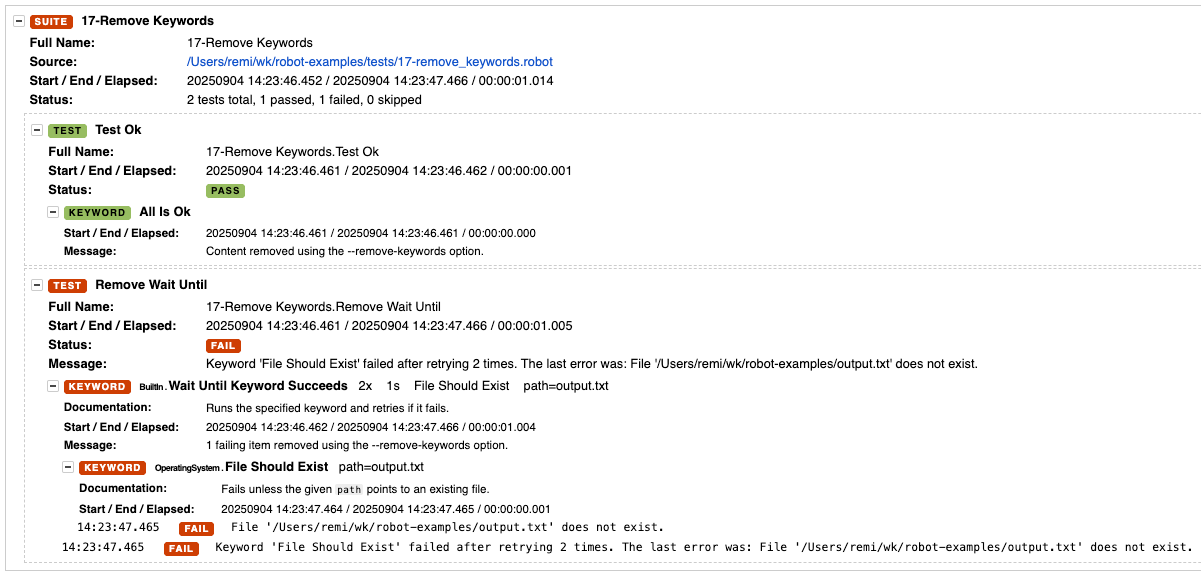 SUITE 17-Remove Keywords
Full Name: 17-Remove Keywords
Source: /Users/remi/wk/robot-examples/tests/17-remove_keywords.robot
Start / End / Elapsed: 20250904 14:23:46.452 / 20250904 14:23:47.466 / 00:00:01.014
Status: 2 tests total, 1 passed, 1 failed, 0 skipped
TEST Test Ok
Full Name: 17-Remove Keywords.Test Ok
Start / End / Elapsed: 20250904 14:23:46.461 / 20250904 14:23:46.462 / 00:00:00.001
Status: PASS
KEYWORD All Is Ok
Start / End / Elapsed: 20250904 14:23:46.461 / 20250904 14:23:46.461 / 00:00:00.000
Message: Content removed using the --remove-keywords option.
TEST Remove Wait Until
Full Name: 17-Remove Keywords.Remove Wait Until
Start / End / Elapsed: 20250904 14:23:46.461 / 20250904 14:23:47.466 / 00:00:01.005
Status: FAIL
Message: Keyword 'File Should Exist' failed after retrying 2 times. The last error was: File '/Users/remi/wk/robot-examples/output.txt' does not exist.
KEYWORD BuiltIn. Wait Until Keyword Succeeds 2x 1s File Should Exist path=output.txt
Documentation: Runs the specified keyword and retries if it fails.
Start / End / Elapsed: 20250904 14:23:46.462 / 20250904 14:23:47.466 / 00:00:01.004
Message: 1 failing item removed using the --remove-keywords option.
KEYWORD OperatingSystem. File Should Exist path=output.txt
Documentation: Fails unless the given path points to an existing file.
Start / End / Elapsed: 20250904 14:23:47.464 / 20250904 14:23:47.465 / 00:00:00.001
14:23:47.465 FAIL File '/Users/remi/wk/robot-examples/output.txt' does not exist.
14:23:47.465 FAIL Keyword 'File Should Exist' failed after retrying 2 times. The last error was: File '/Users/remi/wk/robot-examples/output.txt' does not exist.